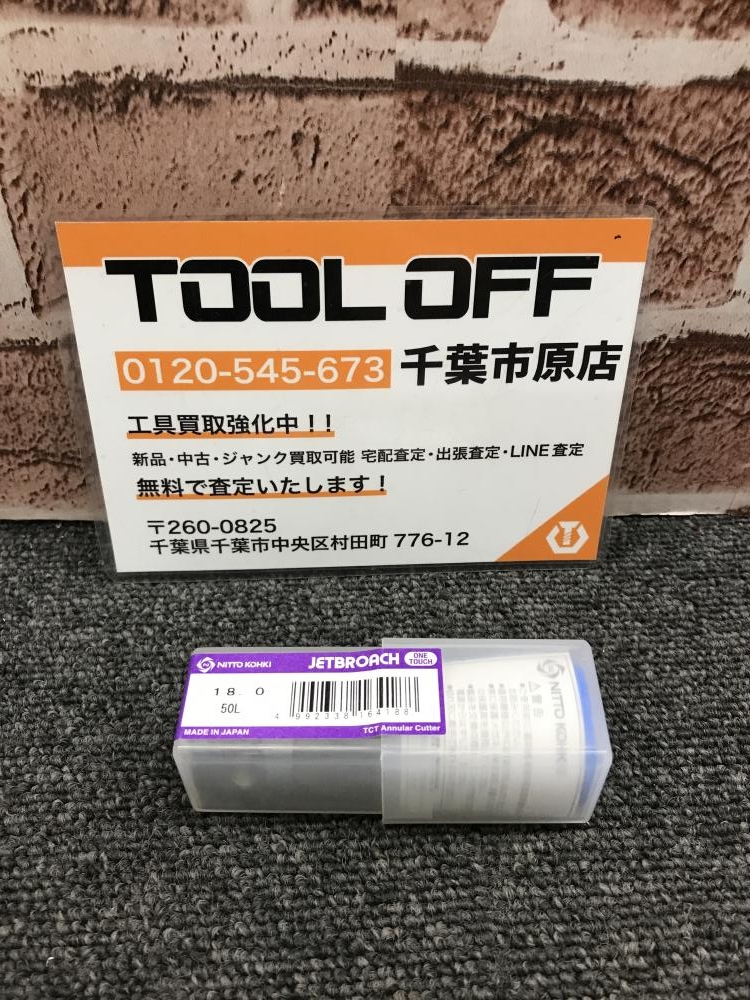 TOOL OFF
0120-545-673 千葉市原店
工具買取強化中！！
新品・中古・ジャンク買取可能 宅配査定・出張査定・LINE査定
無料で査定いたします！
〒260-0825
千葉県千葉市中央区村田町 776-12
NITTO KOHKI JETBROACH ONE TOUCH
18.0
50L
4 992338 164188
MADE IN JAPAN TCT Annular Cutter
NITTO KOHKI